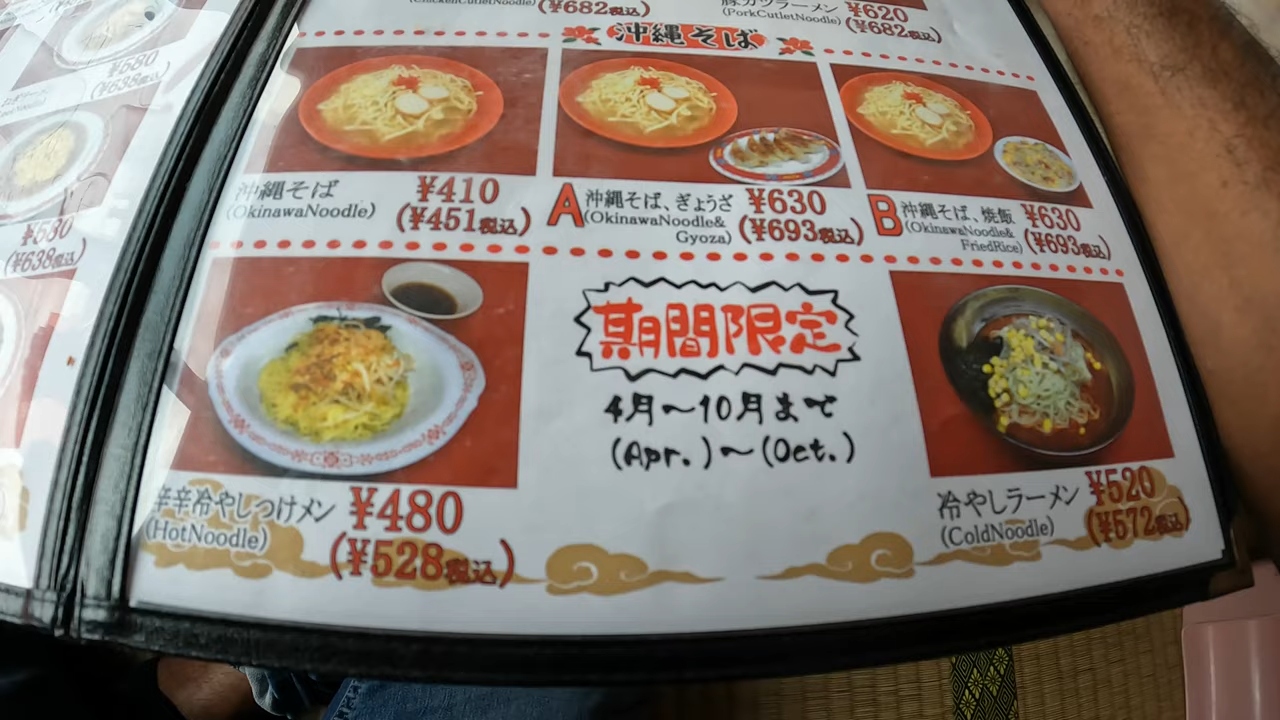 (ChickenCutletNoodle)
(¥682税込)
豚カツラーメン
(PorkCutletNoodle)
¥620
(¥682税込)
沖縄そば
沖縄そば
(OkinawaNoodle)
¥410
(¥451税込)
A
沖縄そば、ぎょうざ
(OkinawaNoodle&
Gyoza)
¥630
(¥693税込)
B
沖縄そば、焼飯
(OkinawaNoodle&
FriedRice)
¥630
(¥693税込)
期間限定
4月～10月まで
(Apr.)～(Oct.)
辛辛冷やしつけメン
(HotNoodle)
¥480
(¥528税込)
冷やしラーメン
(ColdNoodle)
¥520
(¥572税込)
¥580
(¥638税込)
¥580
(¥638税込)